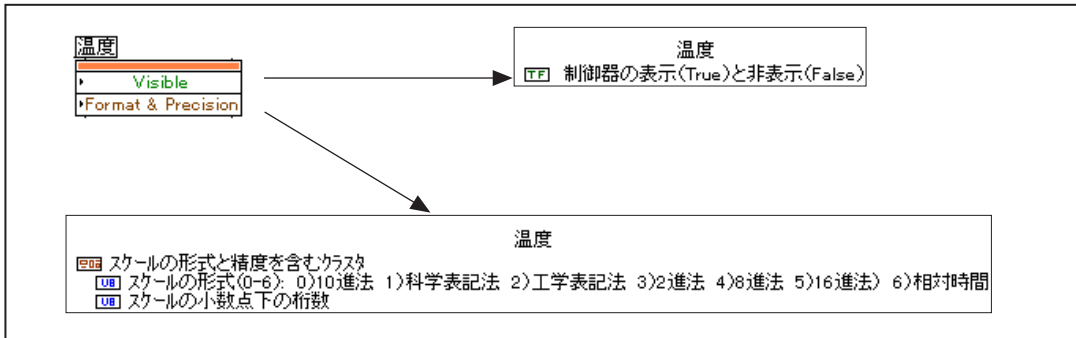 温度
Visible
Format & Precision
温度
TF 制御器の表示(True)と非表示(False)
温度
スケールの形式と精度を含むクラスタ
U8 スケールの形式(0-6): 0)10進法 1)科学表記法 2)工学表記法 3)2進法 4)8進法 5)16進法) 6)相対時間
U8 スケールの小数点下の桁数